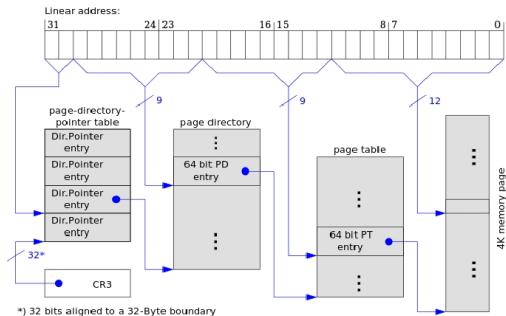 Linear address:
31 24 23 16 15 8 7 0
9 9 12
page-directory-
pointer table
Dir.Pointer
entry
Dir.Pointer
entry
Dir.Pointer
entry
Dir.Pointer
entry
page directory
64 bit PD
entry
page table
64 bit PT
entry
4K memory page
32*
CR3
*) 32 bits aligned to a 32-Byte boundary